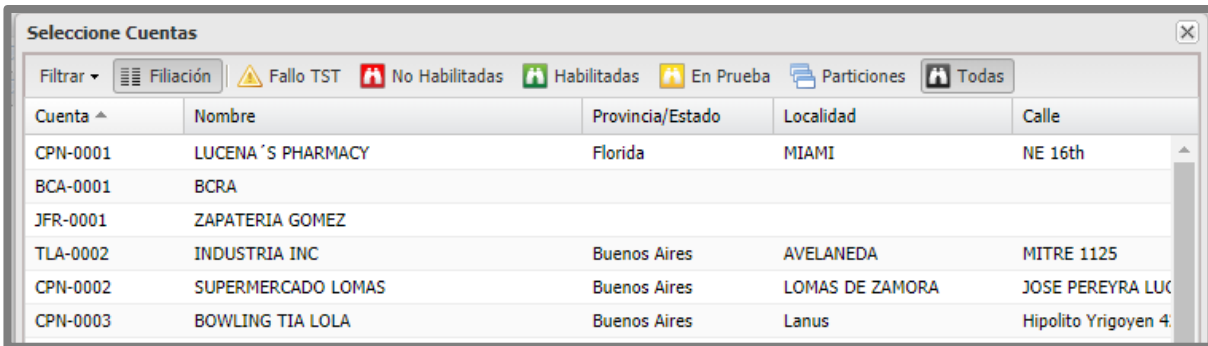 Seleccione Cuentas
Filtrar Filiación Fallo TST No Habilitadas Habilitadas En Prueba Particiones Todas
Cuenta Nombre Provincia/Estado Localidad Calle
CPN-0001 LUCENA´S PHARMACY Florida MIAMI NE 16th
BCA-0001 BCRA
JFR-0001 ZAPATERIA GOMEZ
TLA-0002 INDUSTRIA INC Buenos Aires AVELANEDA MITRE 1125
CPN-0002 SUPERMERCADO LOMAS Buenos Aires LOMAS DE ZAMORA JOSE PEREYRA
CPN-0003 BOWLING TIA LOLA Buenos Aires Lanus Hipolito Yrigoyen